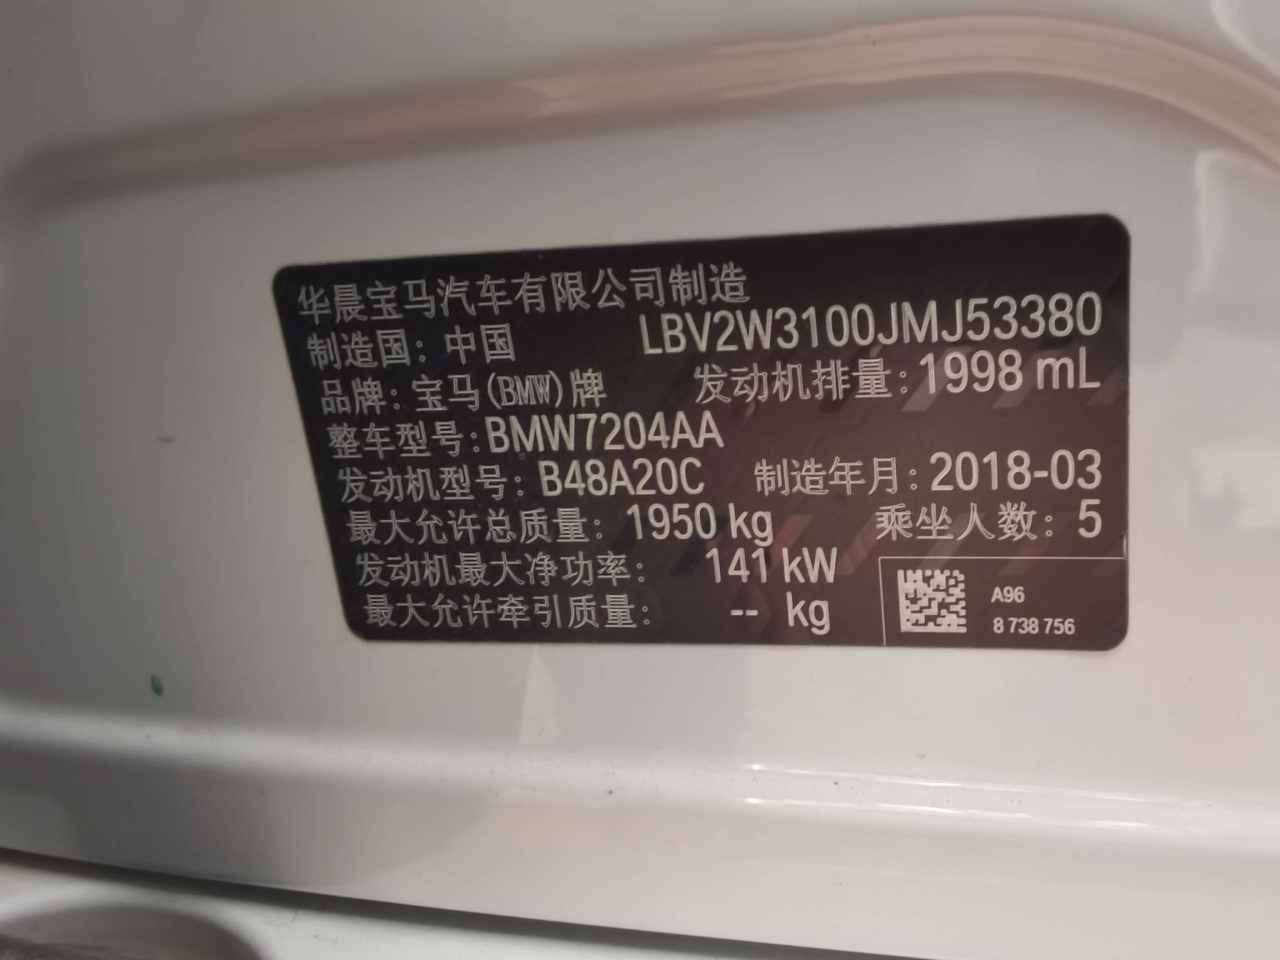 华晨宝马汽车有限公司制造
制造国：中国 LBV2W3100JMJ53380
品牌：宝马(BMW)牌 发动机排量：1998 mL
整车型号：BMW7204AA
发动机型号：B48A20C 制造年月：2018-03
最大允许总质量：1950 kg 乘坐人数：5
发动机最大净功率：141 kW
最大允许牵引质量：-- kg
A96
8 738 756